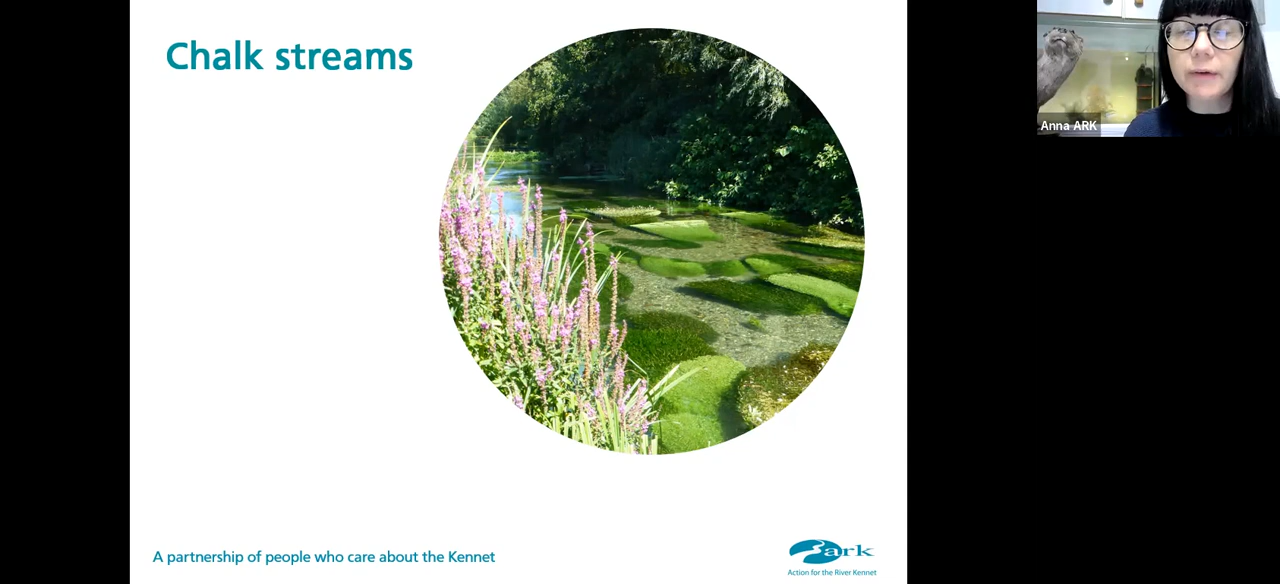 Chalk streams
Anna ARK
A partnership of people who care about the Kennet
ark
Action for the River Kennet